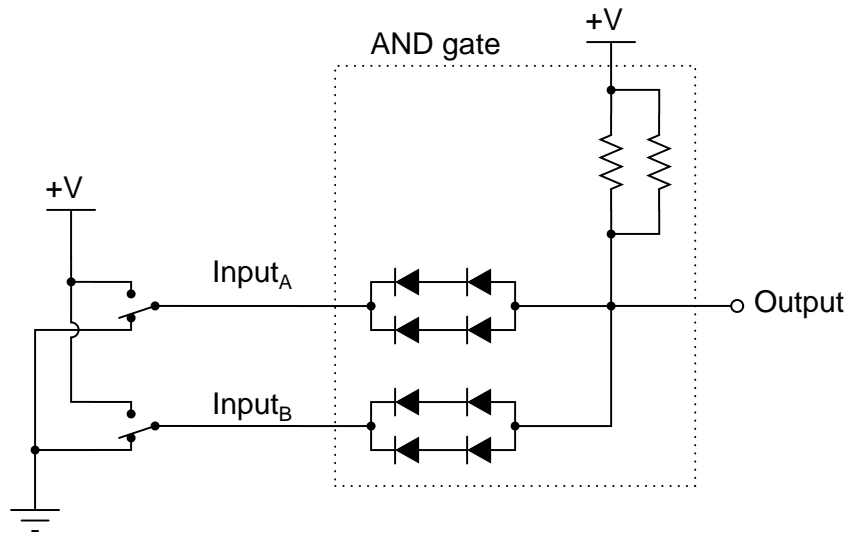 +V
AND gate
+V
Input_A
Output
Input_B